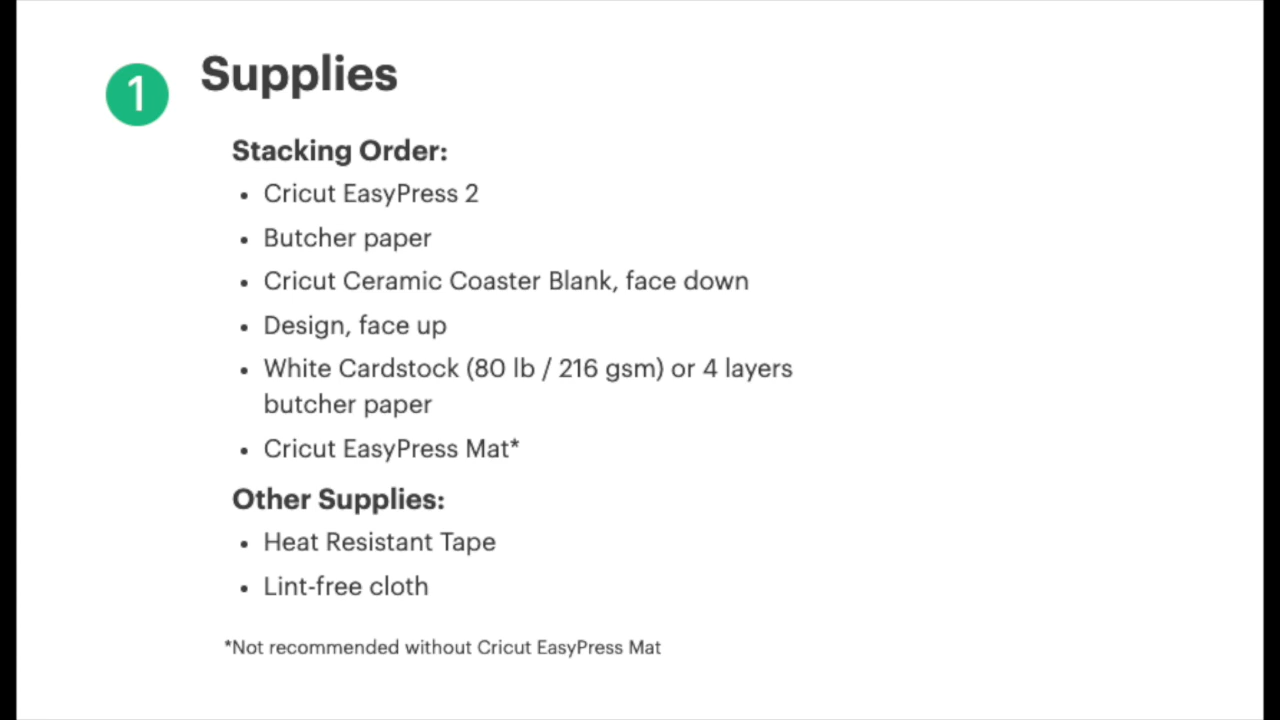 1 Supplies
Stacking Order:
• Cricut EasyPress 2
• Butcher paper
• Cricut Ceramic Coaster Blank, face down
• Design, face up
• White Cardstock (80 lb / 216 gsm) or 4 layers
butcher paper
• Cricut EasyPress Mat*
Other Supplies:
• Heat Resistant Tape
• Lint-free cloth
*Not recommended without Cricut EasyPress Mat